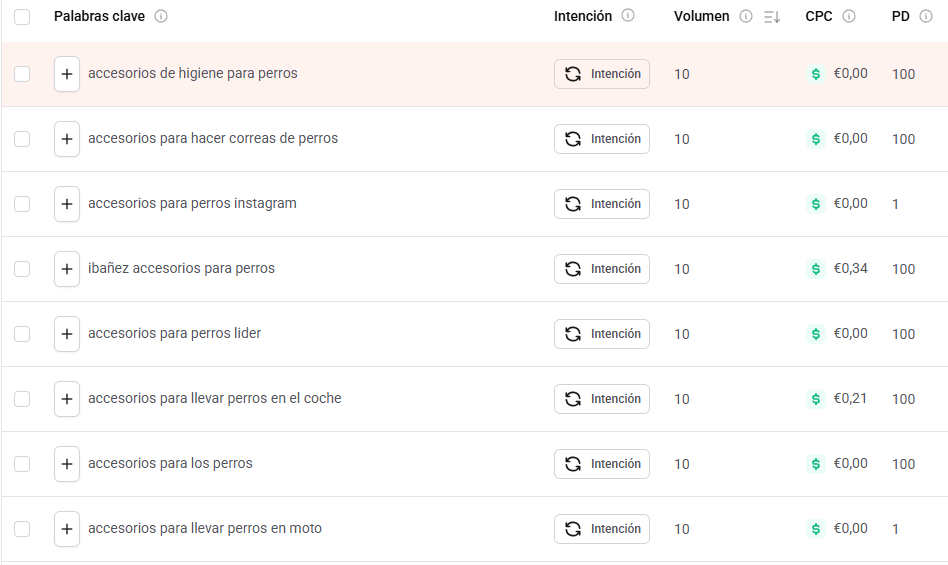 Palabras clave Intención Volumen CPC PD
+ accesorios de higiene para perros Intención 10 $ €0,00 100
+ accesorios para hacer correas de perros Intención 10 $ €0,00 100
+ accesorios para perros instagram Intención 10 $ €0,00 1
+ ibañez accesorios para perros Intención 10 $ €0,34 100
+ accesorios para perros lider Intención 10 $ €0,00 100
+ accesorios para llevar perros en el coche Intención 10 $ €0,21 100
+ accesorios para los perros Intención 10 $ €0,00 100
+ accesorios para llevar perros en moto Intención 10 $ €0,00 1